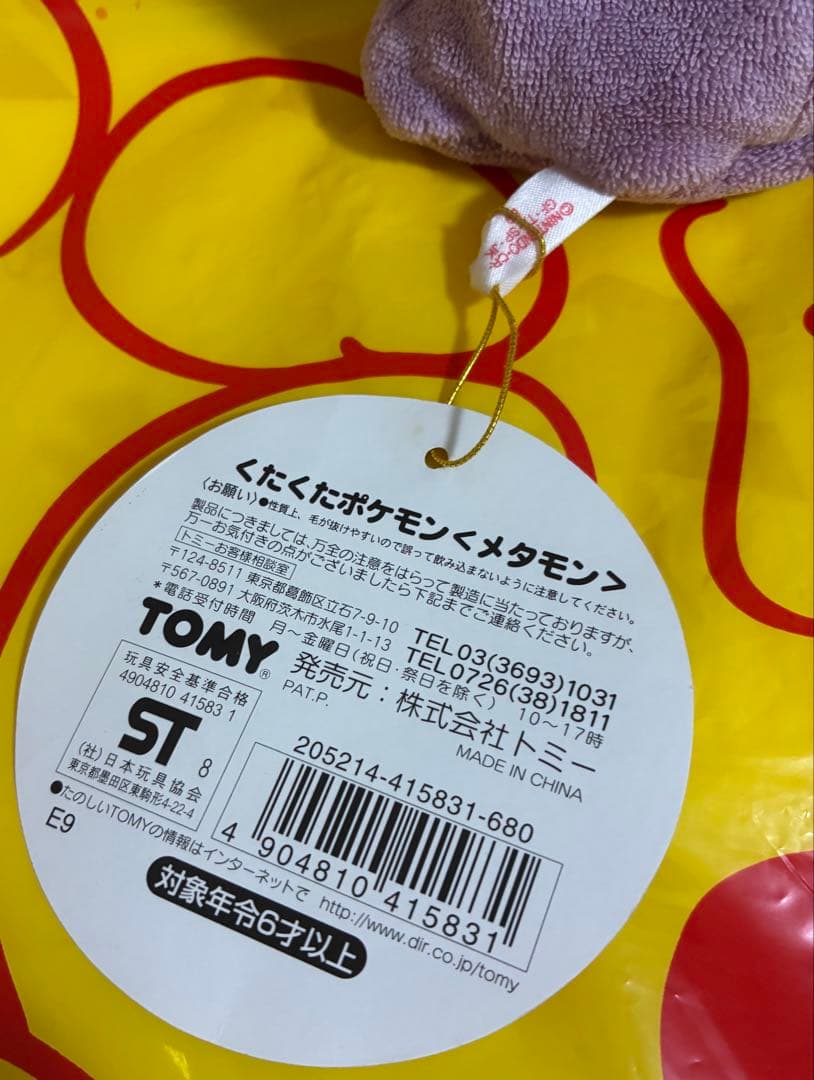 ©NINTENDO・CR・
くたくたポケモン<メタモン>
〈お願い〉●性質上、毛が抜けやすいので誤って飲み込まないように注意してください。
製品につきましては、万全の注意をはらって製造に当たっておりますが、
万一お気付きの点がございましたら下記までご連絡ください。
トミーお客様相談室
〒124-8511 東京都葛飾区立石7-9-10 TEL03(3693)1031
〒567-0891 大阪府茨木市水尾1-1-13 TEL0726(38)1811
*電話受付時間 月~金曜日(祝日・祭日を除く) 10~17時
TOMY® 発売元:株式会社トミー
PAT.P. MADE IN CHINA
玩具安全基準合格
4904810 41583 1
ST 8
(社)日本玩具協会
東京都墨田区東駒形4-22-4
205214-415831-680
4 904810 415831
●たのしいTOMYの情報はインターネットで http://www.dir.co.jp/tomy
E9
対象年令6才以上